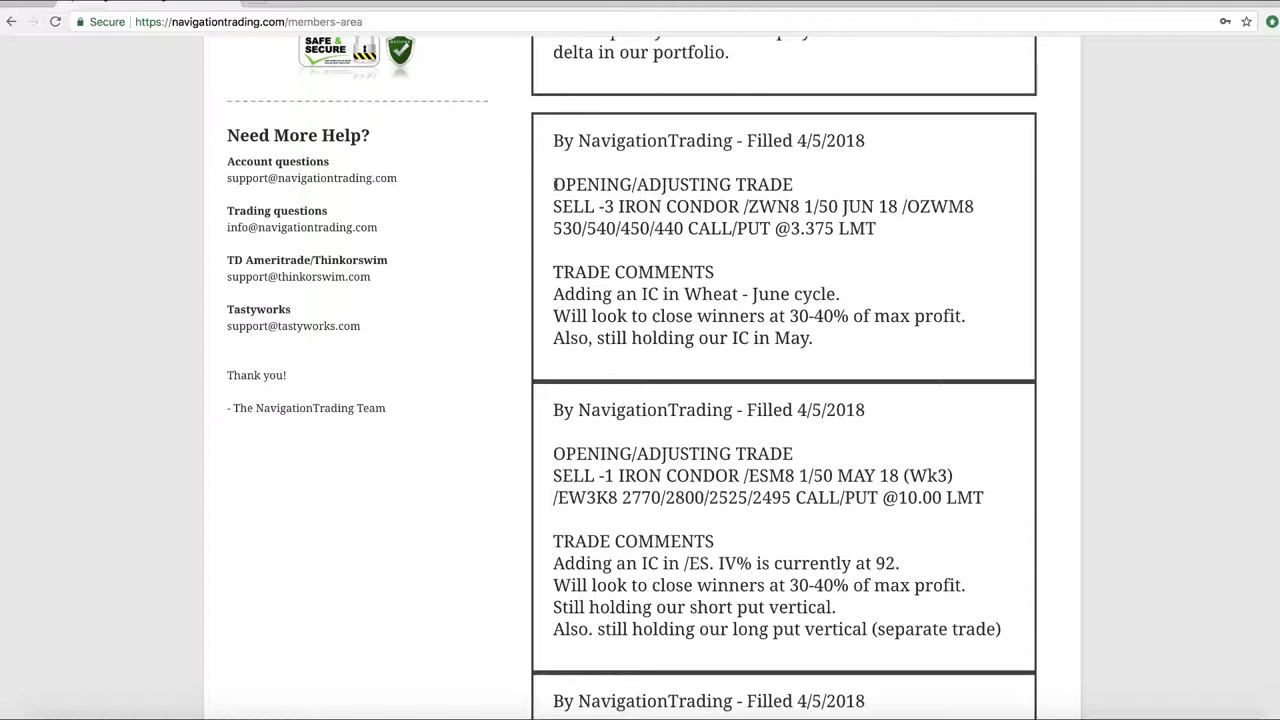 Secure https://navigationtrading.com/members-area
SAFE &
SECURE
Need More Help?
Account questions
support@navigationtrading.com
Trading questions
info@navigationtrading.com
TD Ameritrade/Thinkorswim
support@thinkorswim.com
Tastyworks
support@tastyworks.com
Thank you!
- The NavigationTrading Team
delta in our portfolio.
By NavigationTrading - Filled 4/5/2018
OPENING/ADJUSTING TRADE
SELL -3 IRON CONDOR /ZWN8 1/50 JUN 18 /OZWM8
530/540/450/440 CALL/PUT @3.375 LMT
TRADE COMMENTS
Adding an IC in Wheat - June cycle.
Will look to close winners at 30-40% of max profit.
Also, still holding our IC in May.
By NavigationTrading - Filled 4/5/2018
OPENING/ADJUSTING TRADE
SELL -1 IRON CONDOR /ESM8 1/50 MAY 18 (Wk3)
/EW3K8 2770/2800/2525/2495 CALL/PUT @10.00 LMT
TRADE COMMENTS
Adding an IC in /ES. IV% is currently at 92.
Will look to close winners at 30-40% of max profit.
Still holding our short put vertical.
Also. still holding our long put vertical (separate trade)
By NavigationTrading - Filled 4/5/2018